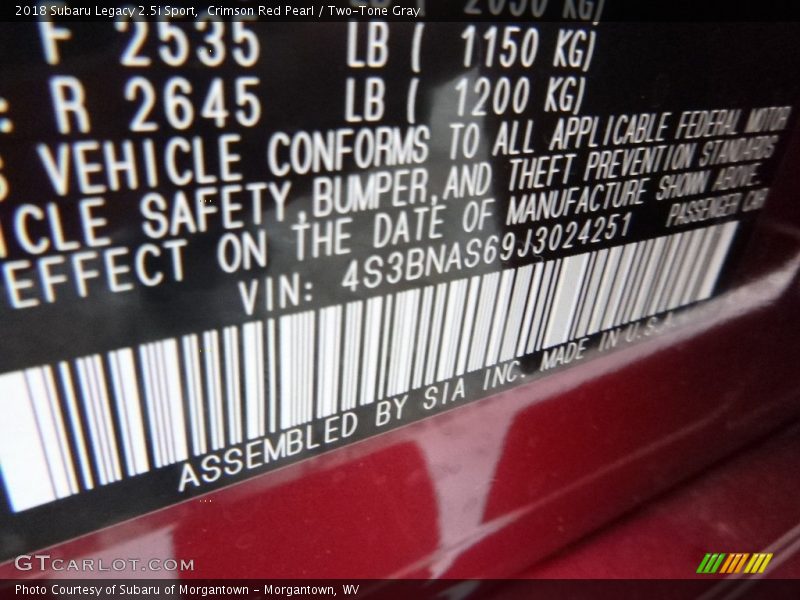 2018 Subaru Legacy 2.5i Sport, Crimson Red Pearl / Two-Tone Gray
F 2535 LB ( 1150 KG)
R 2645 LB ( 1200 KG)
VEHICLE CONFORMS TO ALL APPLICABLE FEDERAL MOTOR
SAFETY, BUMPER, AND THEFT PREVENTION STANDARDS
EFFECT ON THE DATE OF MANUFACTURE SHOWN ABOVE.
VIN: 4S3BNAS69J3024251 PASSENGER CAR
ASSEMBLED BY SIA INC. MADE IN U.S.A.
GTCARLOT.COM
Photo Courtesy of Subaru of Morgantown - Morgantown, WV